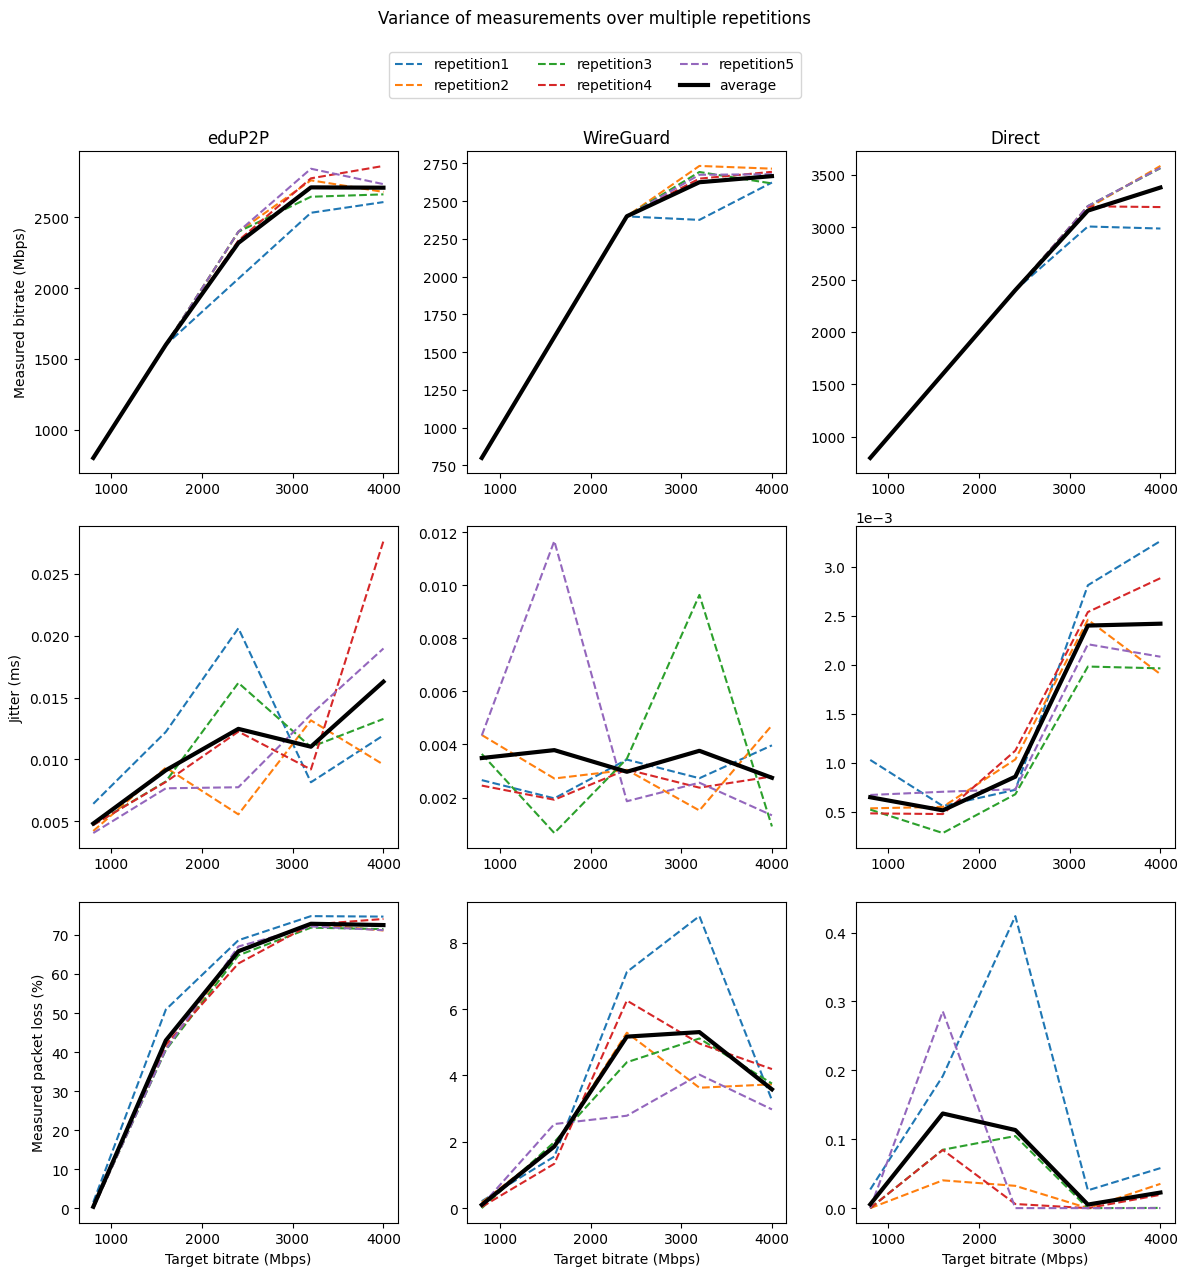 Variance of measurements over multiple repetitions
repetition1 repetition3 repetition5
repetition2 repetition4 average
eduP2P WireGuard Direct
Measured bitrate (Mbps)
2500
2000
1500
1000
1000 2000 3000 4000
2750
2500
2250
2000
1750
1500
1250
1000
750
1000 2000 3000 4000
3500
3000
2500
2000
1500
1000
1000 2000 3000 4000
Jitter (ms)
0.025
0.020
0.015
0.010
0.005
1000 2000 3000 4000
0.012
0.010
0.008
0.006
0.004
0.002
1000 2000 3000 4000
1e−3
3.0
2.5
2.0
1.5
1.0
0.5
1000 2000 3000 4000
Measured packet loss (%)
70
60
50
40
30
20
10
0
1000 2000 3000 4000
Target bitrate (Mbps)
8
6
4
2
0
1000 2000 3000 4000
Target bitrate (Mbps)
0.4
0.3
0.2
0.1
0.0
1000 2000 3000 4000
Target bitrate (Mbps)